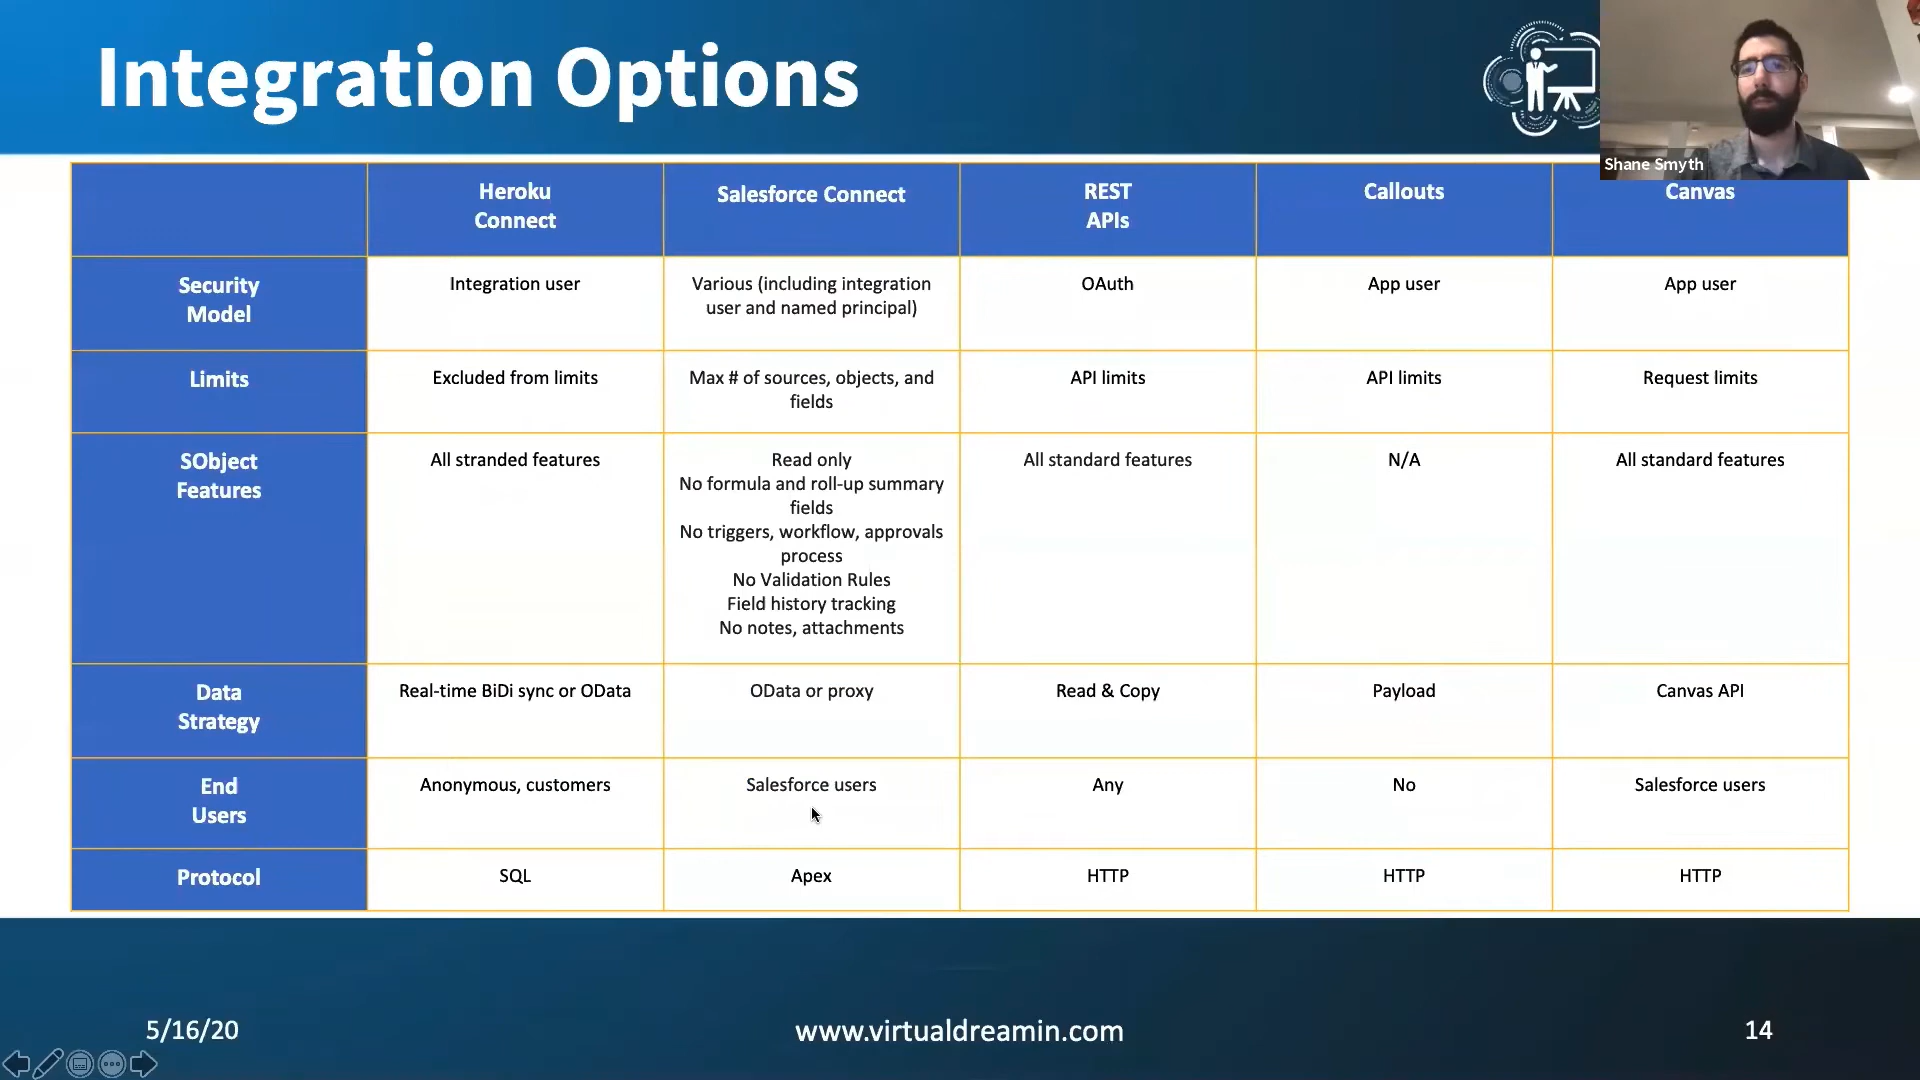 Integration Options
Shane Smyth
Heroku
Connect
Salesforce Connect
REST
APIs
Callouts
Canvas
Security
Model
Integration user
Various (including integration
user and named principal)
OAuth
App user
App user
Limits
Excluded from limits
Max # of sources, objects, and
fields
API limits
API limits
Request limits
SObject
Features
All stranded features
Read only
No formula and roll-up summary
fields
No triggers, workflow, approvals
process
No Validation Rules
Field history tracking
No notes, attachments
All standard features
N/A
All standard features
Data
Strategy
Real-time BiDi sync or OData
OData or proxy
Read & Copy
Payload
Canvas API
End
Users
Anonymous, customers
Salesforce users
Any
No
Salesforce users
Protocol
SQL
Apex
HTTP
HTTP
HTTP
5/16/20
www.virtualdreamin.com
14